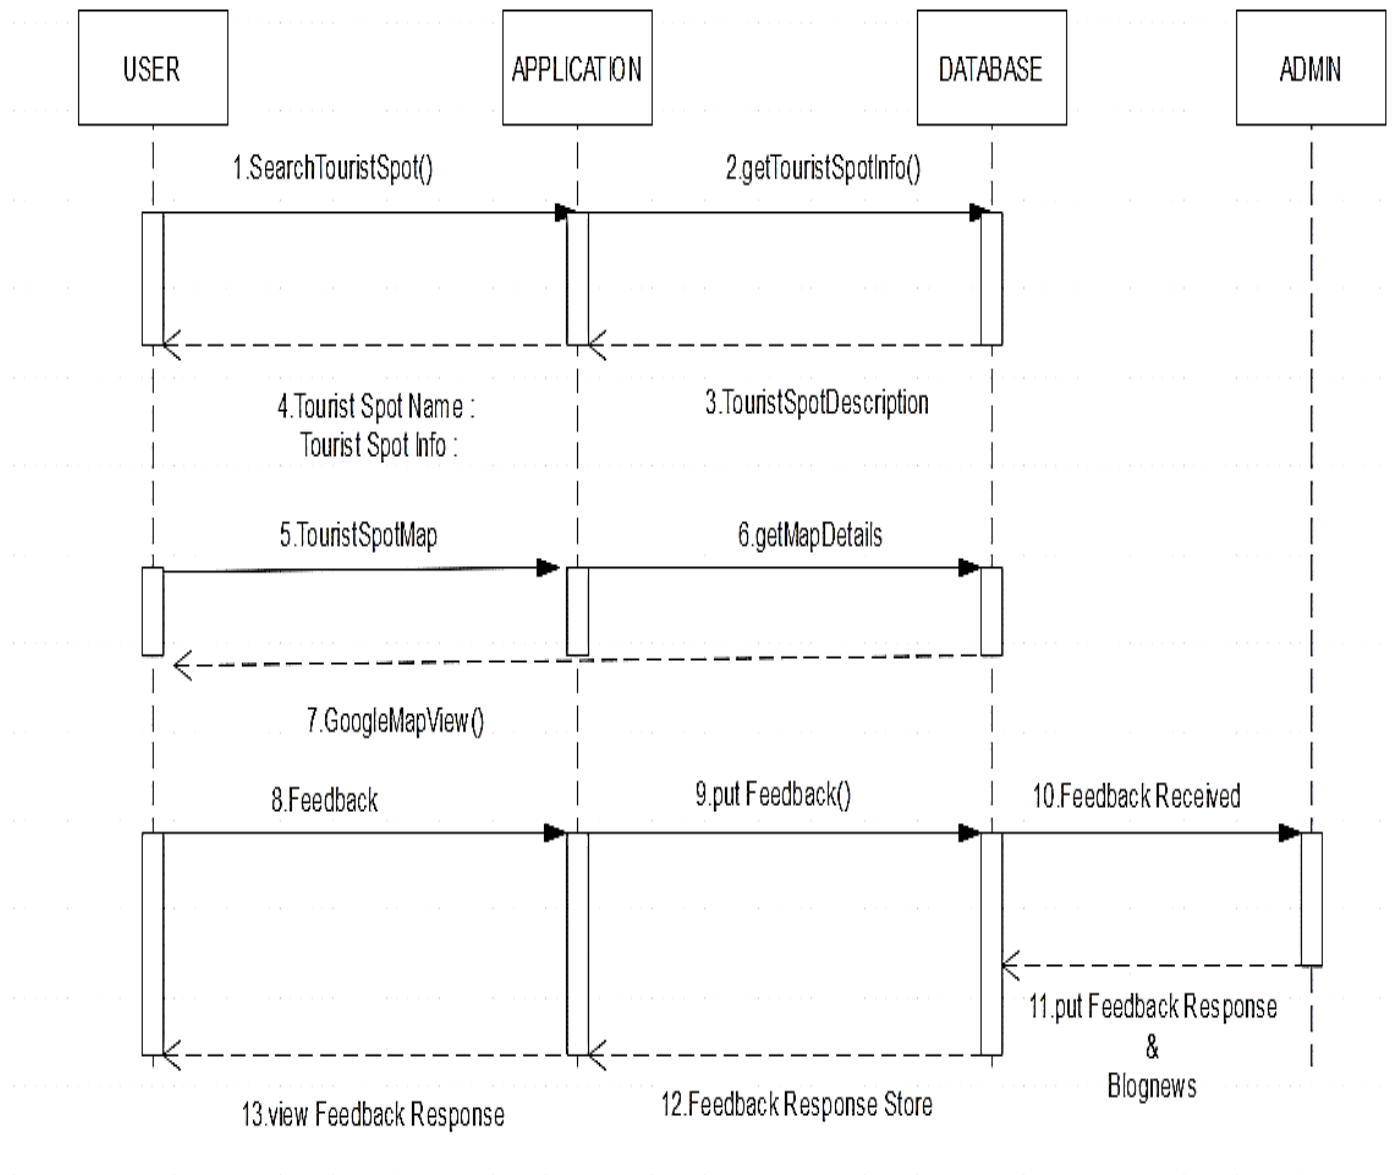 USER
APPLICATION
DATABASE
ADMIN
1.SearchTouristSpot()
2.getTouristSpotInfo()
4.Tourist Spot Name :
Tourist Spot Info :
3.TouristSpotDescription
5.TouristSpotMap
6.getMapDetails
7.GoogleMapView()
8.Feedback
9.put Feedback()
10.Feedback Received
11.put Feedback Response
&
Blognews
13.view Feedback Response
12.Feedback Response Store